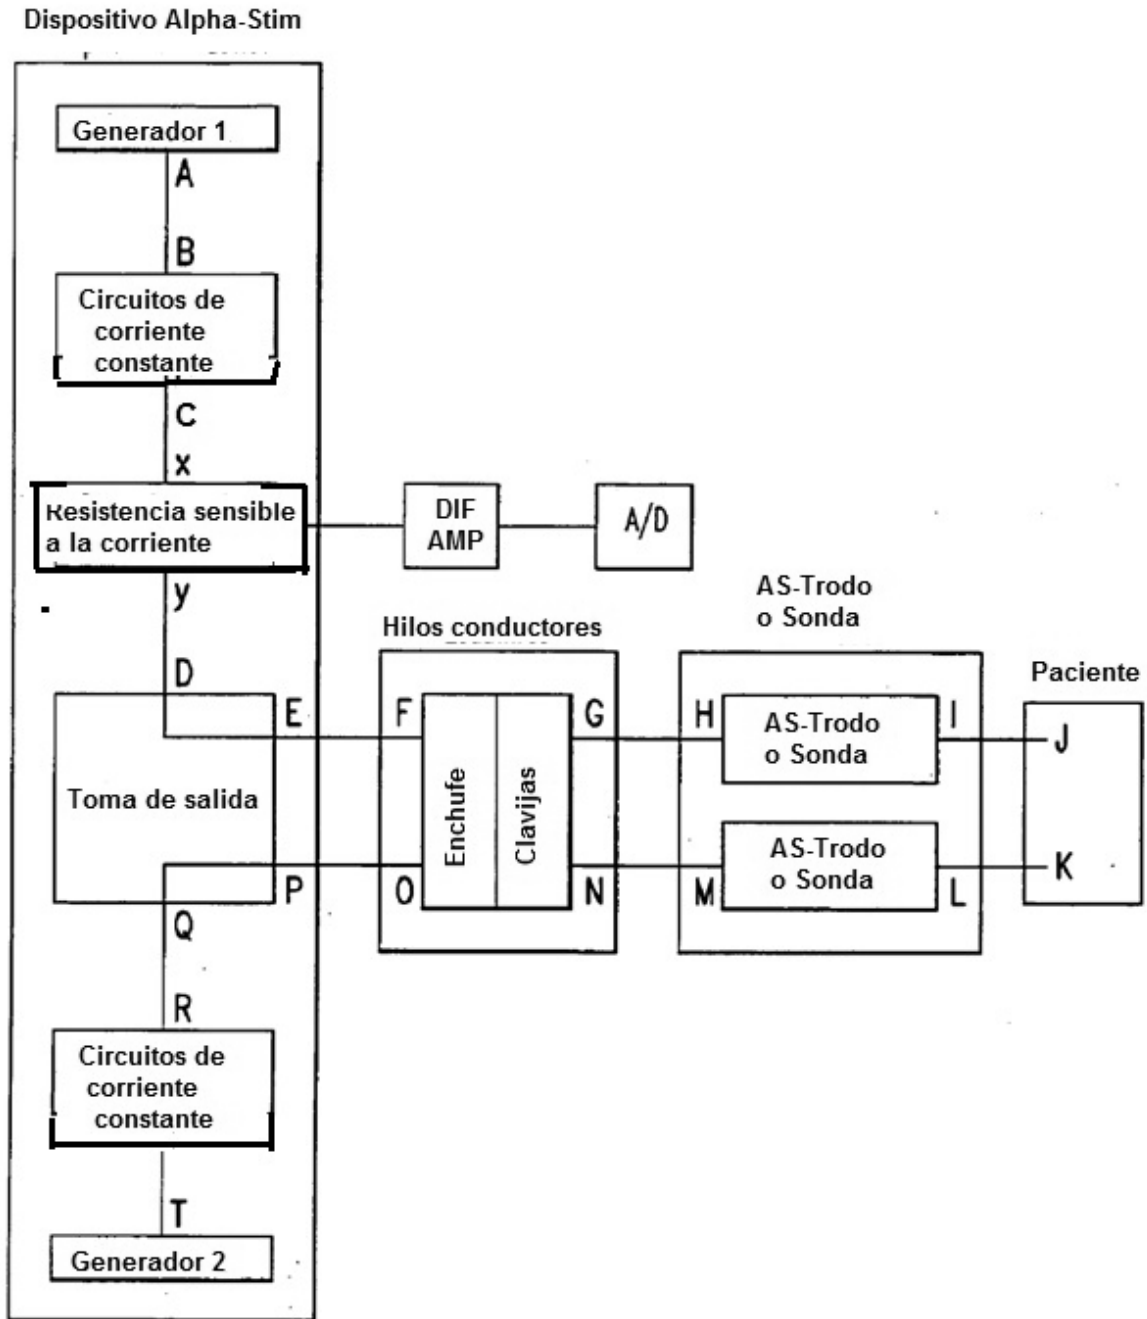 Dispositivo Alpha-Stim
Generador 1
A
B
Circuitos de
corriente
constante
C
x
Resistencia sensible
a la corriente
DIF
AMP
A/D
y
D
Toma de salida
E
P
Q
R
Circuitos de
corriente
constante
T
Generador 2
Hilos conductores
F
O
Enchufe
Clavijas
G
N
AS-Trodo
o Sonda
H
AS-Trodo
o Sonda
I
M
AS-Trodo
o Sonda
L
Paciente
J
K